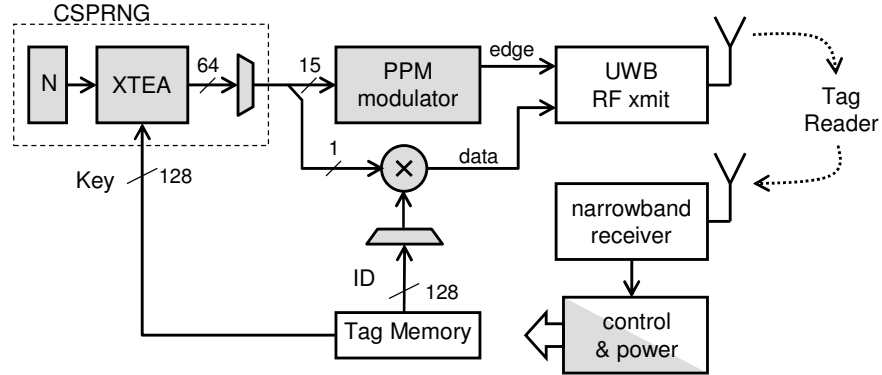 CSPRNG
N
XTEA
64
15
PPM
modulator
edge
UWB
RF xmit
Tag
Reader
1
×
data
Key
128
narrowband
receiver
ID
128
Tag Memory
control
& power